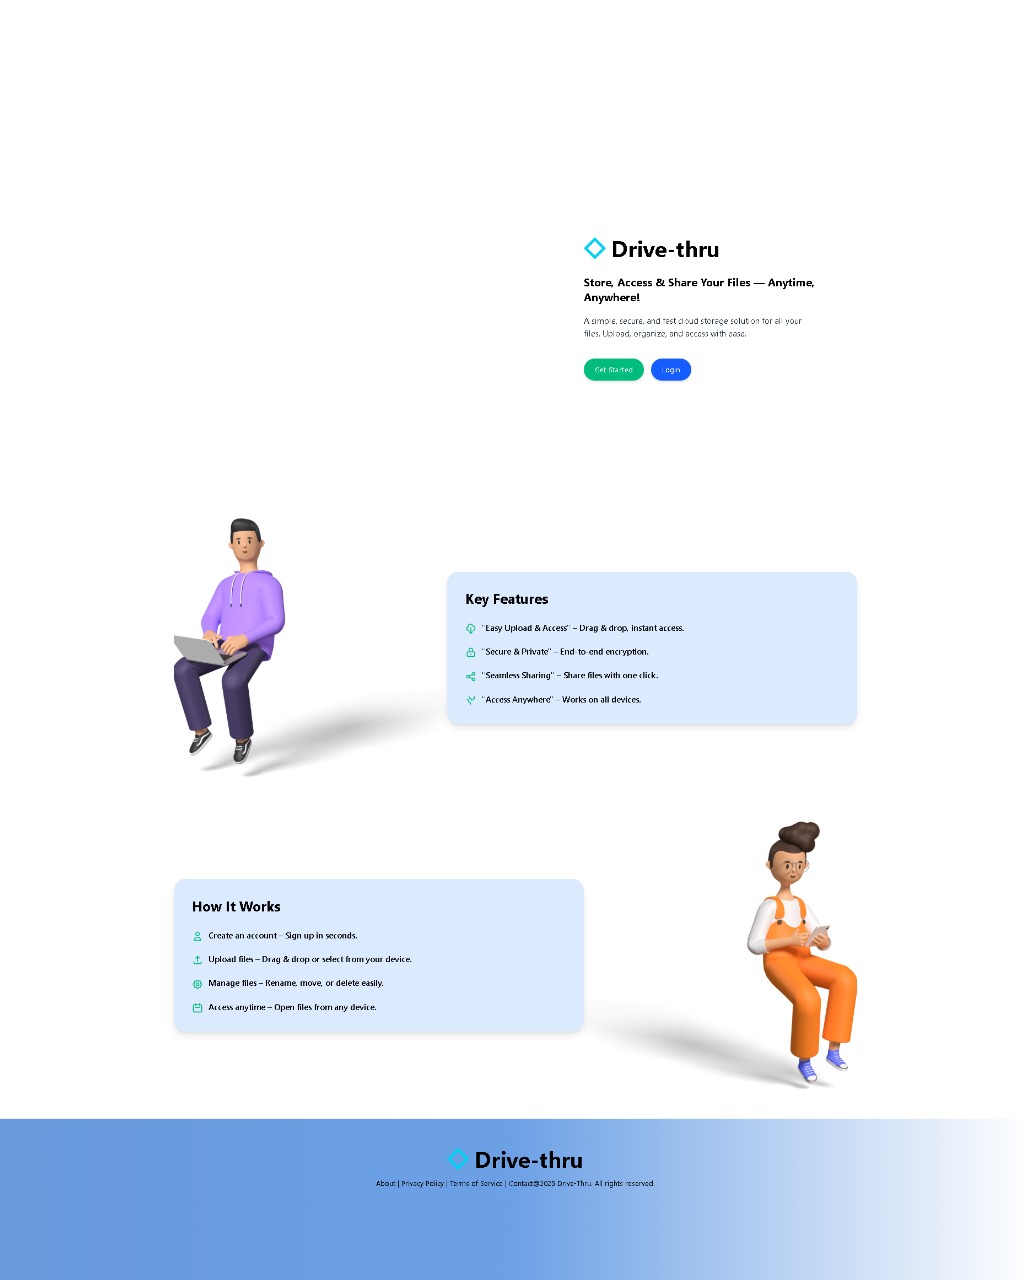 Drive-thru
Store, Access & Share Your Files — Anytime,
Anywhere!
A simple, secure, and fast cloud storage solution for all your
files. Upload, organize, and access with ease.
Get Started
Login
Key Features
"Easy Upload & Access" – Drag & drop, instant access.
"Secure & Private" – End-to-end encryption.
"Seamless Sharing" – Share files with one click.
"Access Anywhere" – Works on all devices.
How It Works
Create an account – Sign up in seconds.
Upload files – Drag & drop or select from your device.
Manage files – Rename, move, or delete easily.
Access anytime – Open files from any device.
Drive-thru
About | Privacy Policy | Terms of Service | Contact@2025 Drive-Thru. All rights reserved.